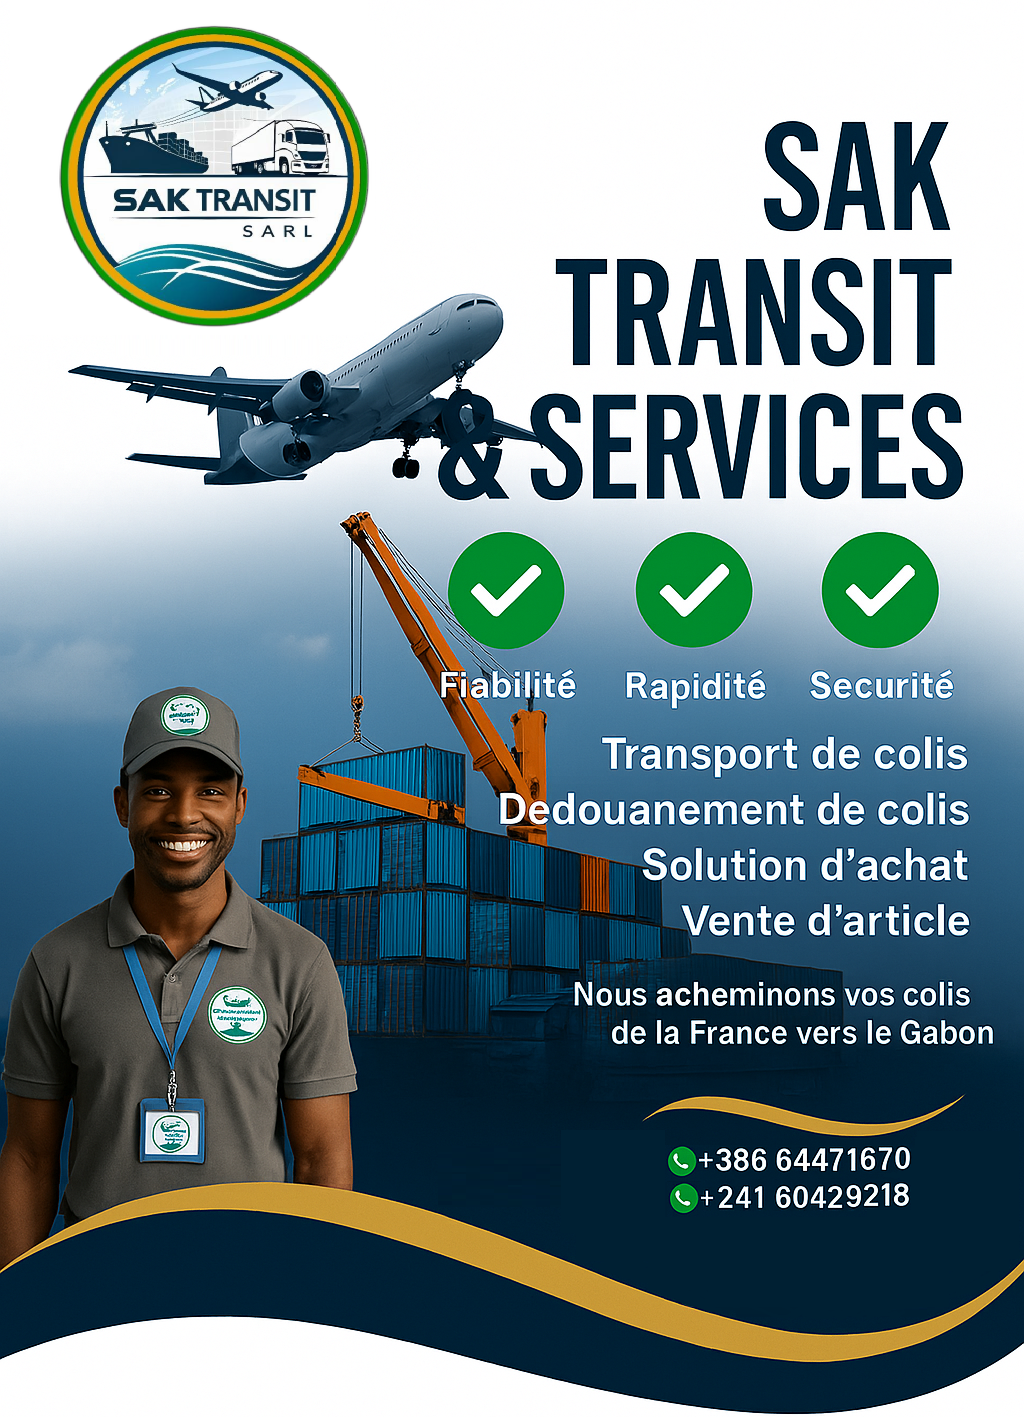 SAK TRANSIT
SARL
SAK
TRANSIT
& SERVICES
Fiabilité
Rapidité
Securité
Transport de colis
Dedouanement de colis
Solution d’achat
Vente d’article
Nous acheminons vos colis
de la France vers le Gabon
+386 64471670
+241 60429218